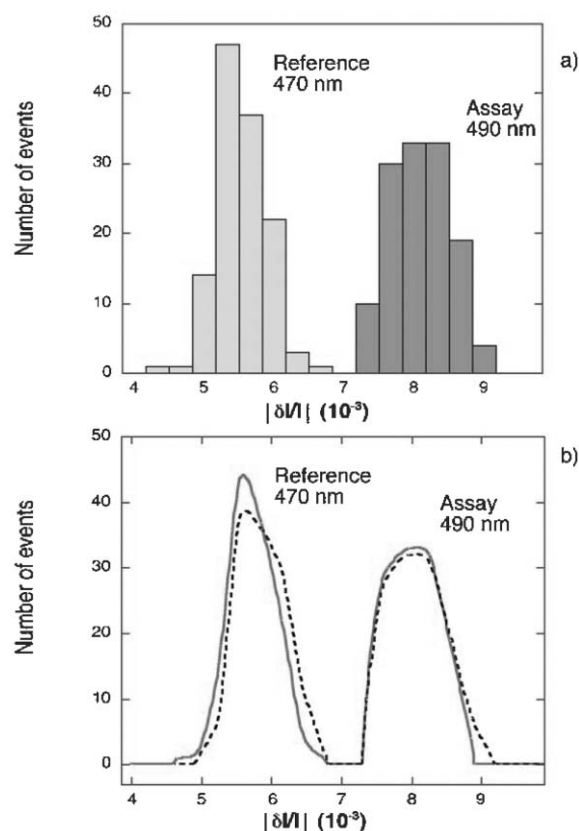 50
40
30
20
10
0
Number of events
Reference
470 nm
Assay
490 nm
a)
4 5 6 7 8 9
|δI/I| (10⁻³)
50
40
30
20
10
0
Number of events
Reference
470 nm
Assay
490 nm
b)
4 5 6 7 8 9
|δI/I| (10⁻³)